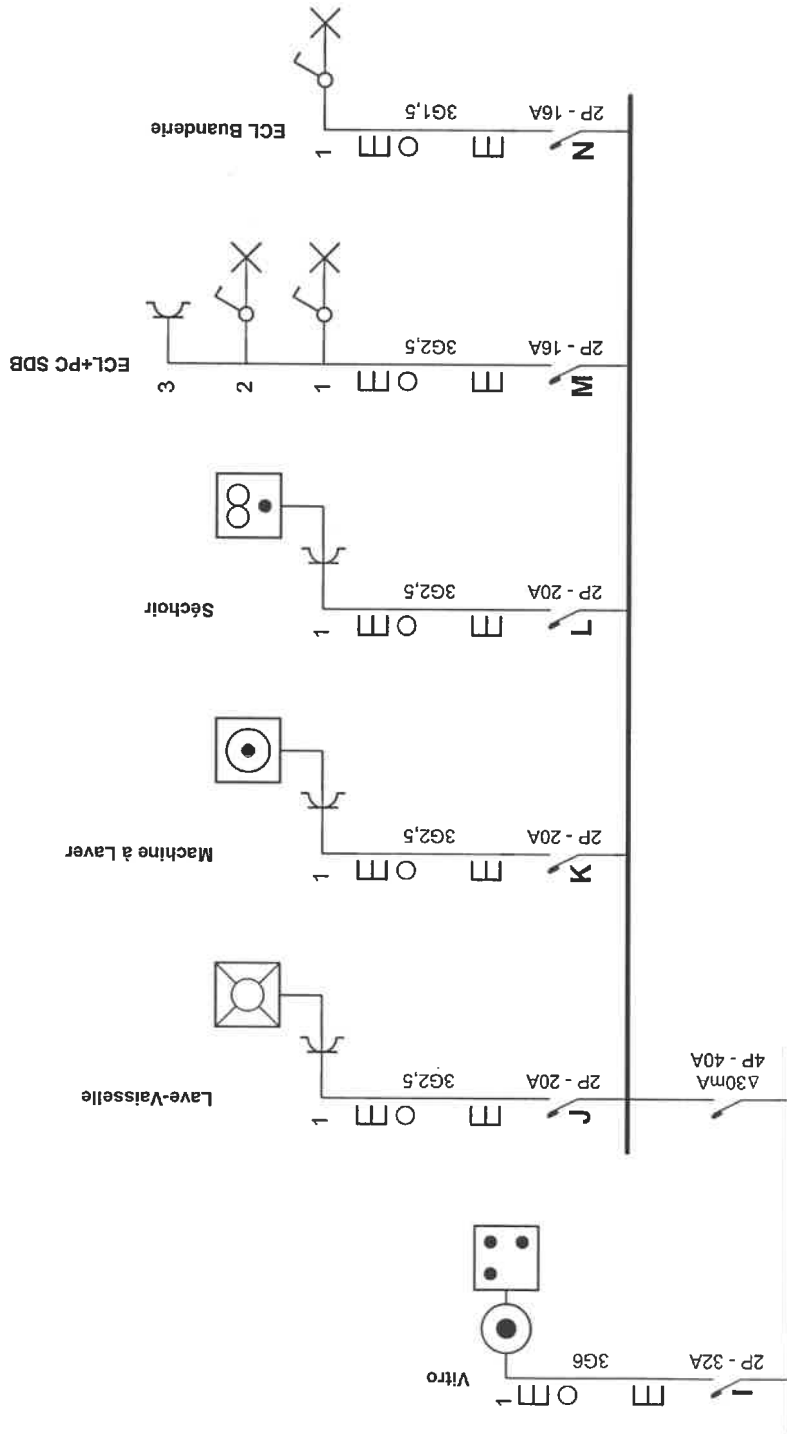 Vitro
1
3G6
2P - 32A
I
Lave-Vaisselle
1
3G2,5
2P - 20A
J
Δ30mA
4P - 40A
Machine à Laver
1
3G2,5
2P - 20A
K
Séchoir
1
3G2,5
2P - 20A
L
ECL+PC SDB
3
2
1
3G2,5
2P - 16A
M
ECL Buanderie
1
3G1,5
2P - 16A
N